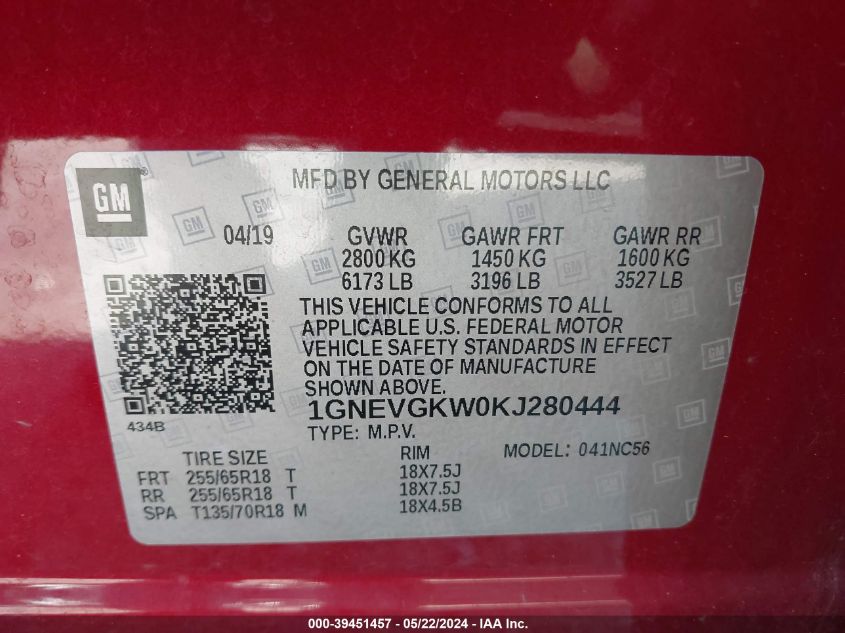 GM
MFD BY GENERAL MOTORS LLC
04/19 GVWR GAWR FRT GAWR RR
2800 KG 1450 KG 1600 KG
6173 LB 3196 LB 3527 LB
THIS VEHICLE CONFORMS TO ALL
APPLICABLE U.S. FEDERAL MOTOR
VEHICLE SAFETY STANDARDS IN EFFECT
ON THE DATE OF MANUFACTURE
SHOWN ABOVE.
434B
1GNEVGKW0KJ280444
TYPE: M.P.V.
TIRE SIZE RIM MODEL: 041NC56
FRT 255/65R18 T 18X7.5J
RR 255/65R18 T 18X7.5J
SPA T135/70R18 M 18X4.5B
000-39451457 - 05/22/2024 - IAA Inc.